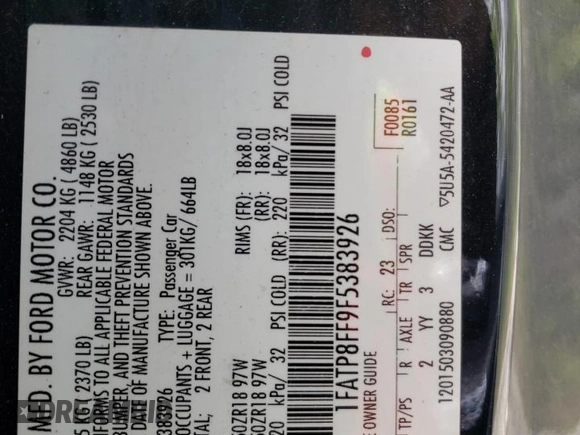 MFD. BY FORD MOTOR CO.
GVWR: 2204 KG ( 4860 LB)
5 KG ( 2370 LB) REAR GAWR: 1148 KG ( 2530 LB)
NFORMS TO ALL APPLICABLE FEDERAL MOTOR
BUMPER, AND THEFT PREVENTION STANDARDS
DATE OF MANUFACTURE SHOWN ABOVE.
383926 TYPE: Passenger Car
OCCUPANTS + LUGGAGE = 301KG/ 664LB
TAL: 2 FRONT, 2 REAR
50ZR18 97W RIMS (FR): 18x8.0J
50ZR18 97W (RR): 18x8.0J
20 kPa/ 32 PSI COLD (RR): 220 kPa/ 32 PSI COLD
1FATP8FF9F5383926
E OWNER GUIDE
F0085
RC: 23 DSO: R0161
TP/PS R AXLE TR SPR
2 YY 3 DDKK
1201503090880 CMC ▽5U5A-5420472-AA